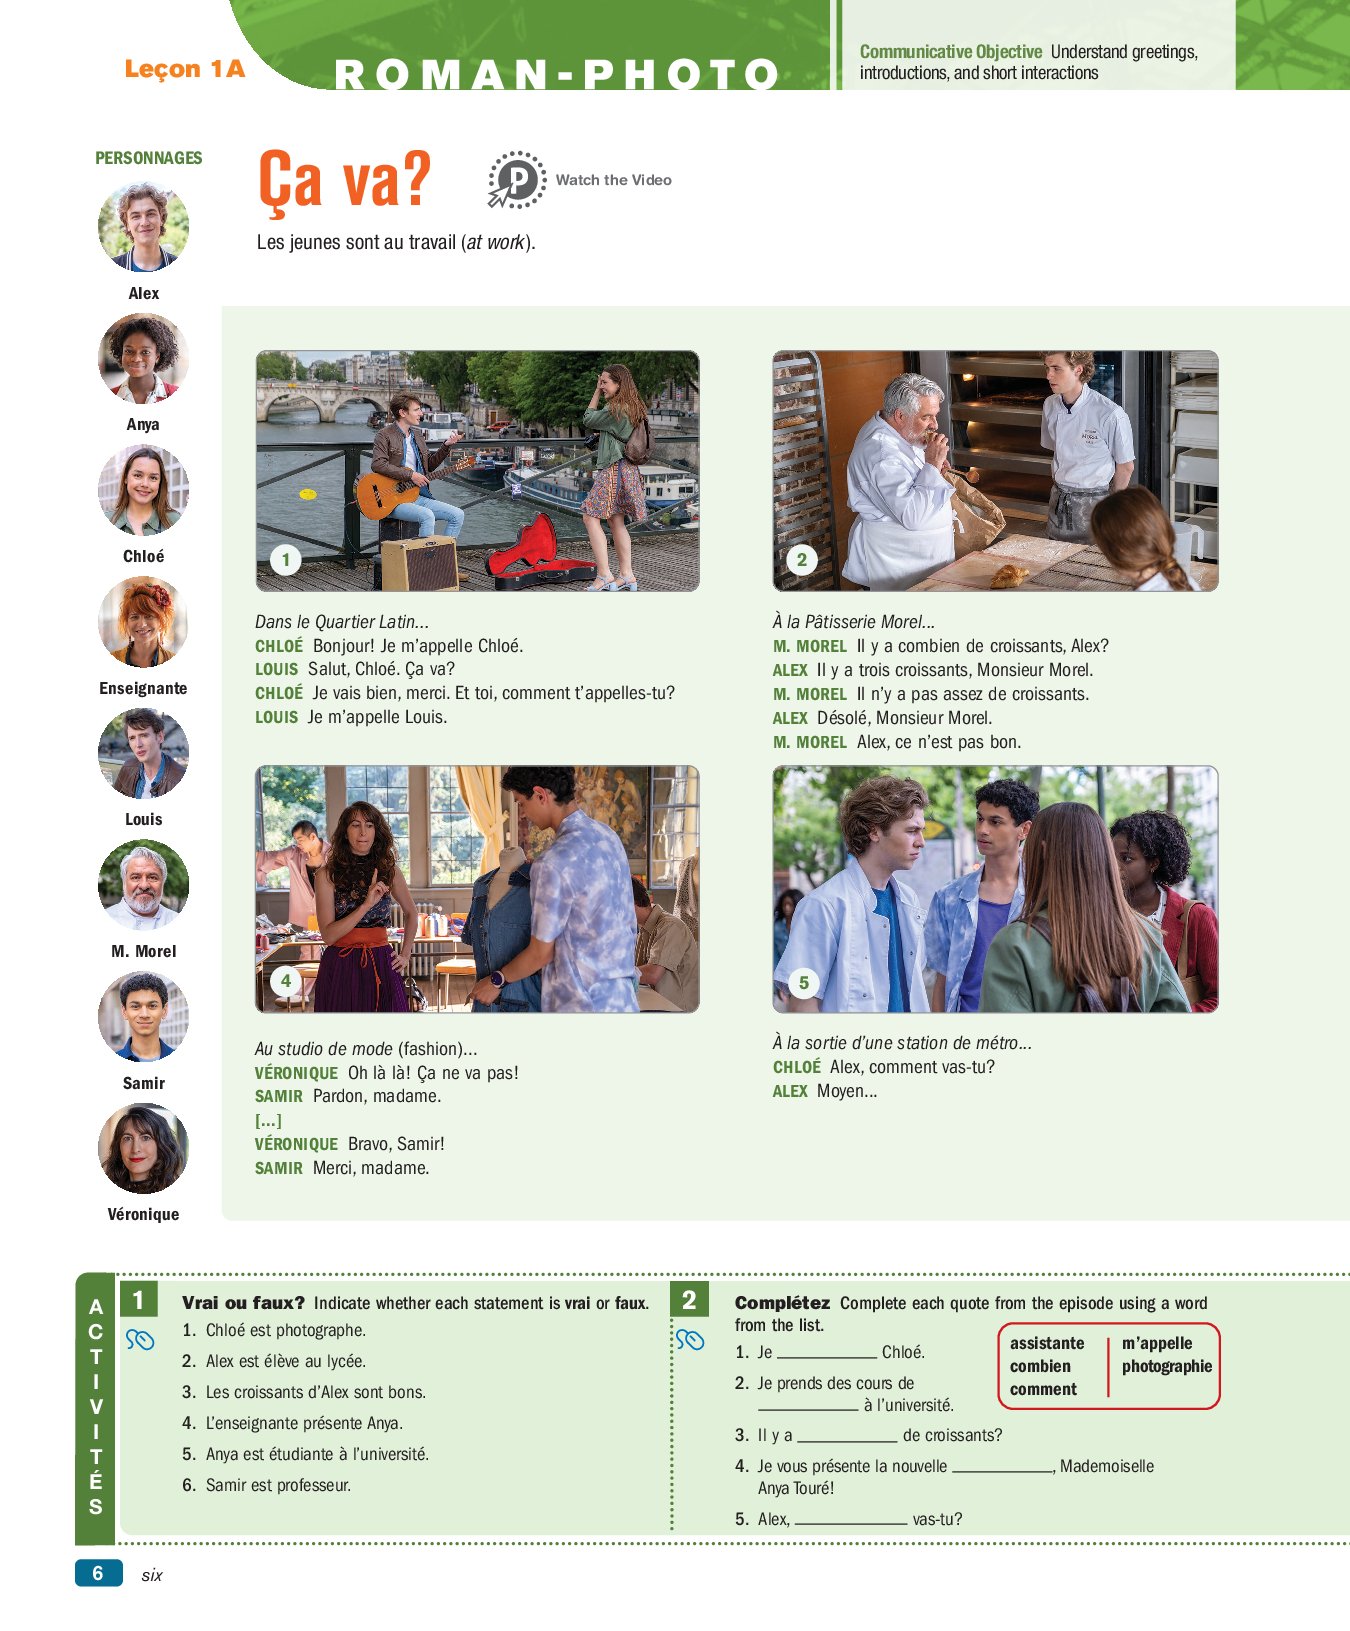 Leçon 1A
ROMAN-PHOTO
Communicative Objective Understand greetings,
introductions, and short interactions
PERSONNAGES
Alex
Anya
Chloé
Enseignante
Louis
M. Morel
Samir
Véronique
Ça va?
P
Watch the Video
Les jeunes sont au travail (at work).
1
Dans le Quartier Latin...
CHLOÉ Bonjour! Je m'appelle Chloé.
LOUIS Salut, Chloé. Ça va?
CHLOÉ Je vais bien, merci. Et toi, comment t'appelles-tu?
LOUIS Je m'appelle Louis.
MOREL
2
À la Pâtisserie Morel...
M. MOREL Il y a combien de croissants, Alex?
ALEX Il y a trois croissants, Monsieur Morel.
M. MOREL Il n'y a pas assez de croissants.
ALEX Désolé, Monsieur Morel.
M. MOREL Alex, ce n'est pas bon.
4
Au studio de mode (fashion)...
VÉRONIQUE Oh là là! Ça ne va pas!
SAMIR Pardon, madame.
[...]
VÉRONIQUE Bravo, Samir!
SAMIR Merci, madame.
5
À la sortie d'une station de métro...
CHLOÉ Alex, comment vas-tu?
ALEX Moyen...
ACTIVITÉS
1
Vrai ou faux? Indicate whether each statement is vrai or faux.
1. Chloé est photographe.
2. Alex est élève au lycée.
3. Les croissants d'Alex sont bons.
4. L'enseignante présente Anya.
5. Anya est étudiante à l'université.
6. Samir est professeur.
2
Complétez Complete each quote from the episode using a word
from the list.
assistante
combien
comment
m'appelle
photographie
1. Je ____________ Chloé.
2. Je prends des cours de
____________ à l'université.
3. Il y a ____________ de croissants?
4. Je vous présente la nouvelle ____________, Mademoiselle
Anya Touré!
5. Alex, ____________ vas-tu?
6
six